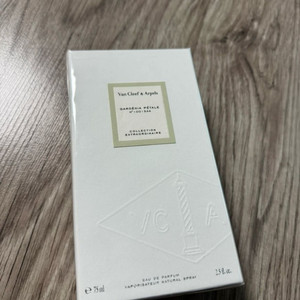 Van Cleef & Arpels
GARDÉNIA PÉTALE
COLLECTION
EXTRAORDINAIRE
VC A
EAU DE PARFUM
VAPORISATEUR NATURAL SPRAY
e 75 ml
2.5 fl.oz.